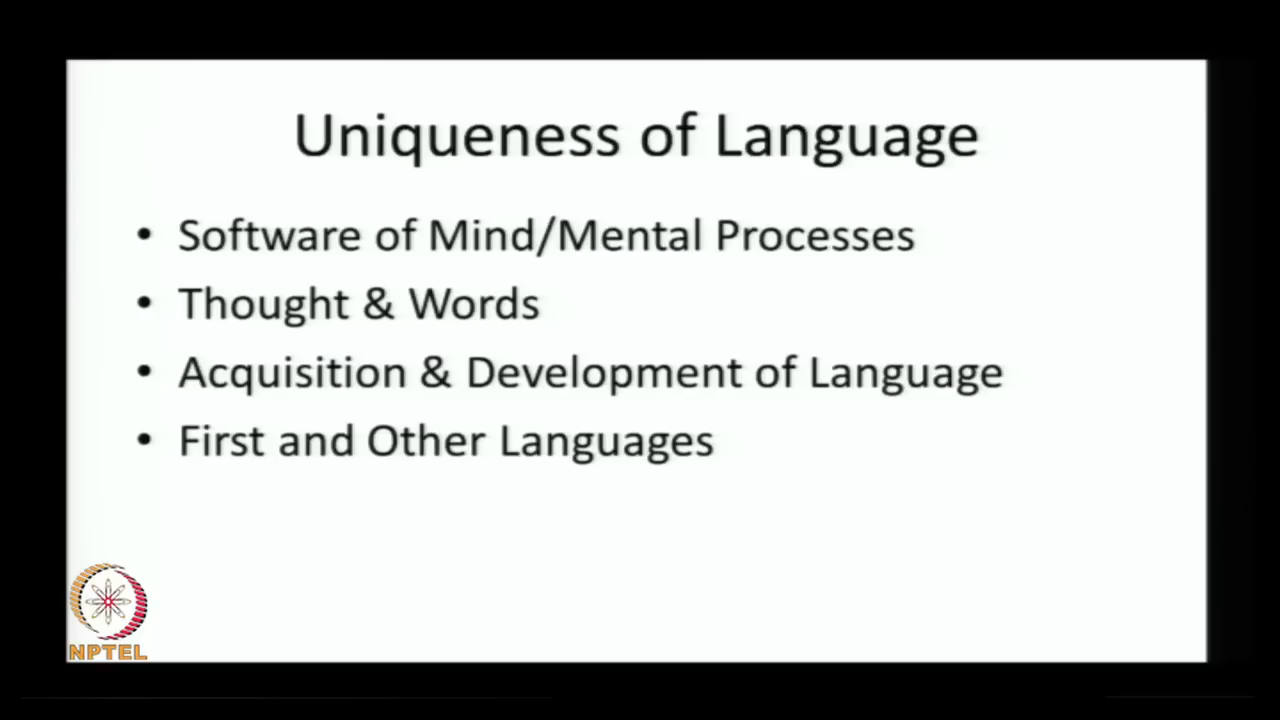 Uniqueness of Language
• Software of Mind/Mental Processes
• Thought & Words
• Acquisition & Development of Language
• First and Other Languages
NPTEL